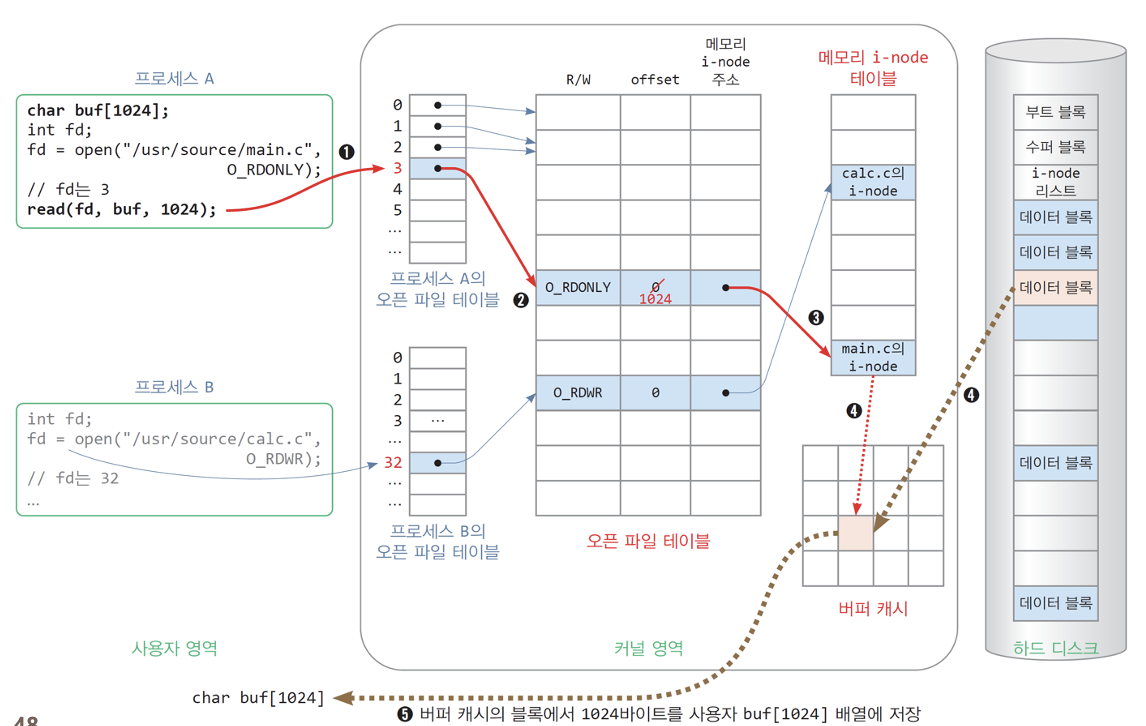 프로세스 A
char buf[1024];
int fd;
fd = open("/usr/source/main.c",
O_RDONLY);
// fd는 3
read(fd, buf, 1024);
❶
0
1
2
3
4
5
...
...
프로세스 A의
오픈 파일 테이블
❷
R/W
offset
메모리
i-node
주소
O_RDONLY
0
1024
O_RDWR
0
오픈 파일 테이블
❸
메모리 i-node
테이블
calc.c의
i-node
main.c의
i-node
❹
버퍼 캐시
❹
부트 블록
수퍼 블록
i-node
리스트
데이터 블록
데이터 블록
데이터 블록
데이터 블록
데이터 블록
하드 디스크
프로세스 B
int fd;
fd = open("/usr/source/calc.c",
O_RDWR);
// fd는 32
...
0
1
2
3
...
...
32
...
...
프로세스 B의
오픈 파일 테이블
사용자 영역
커널 영역
char buf[1024]
❺ 버퍼 캐시의 블록에서 1024바이트를 사용자 buf[1024] 배열에 저장
48